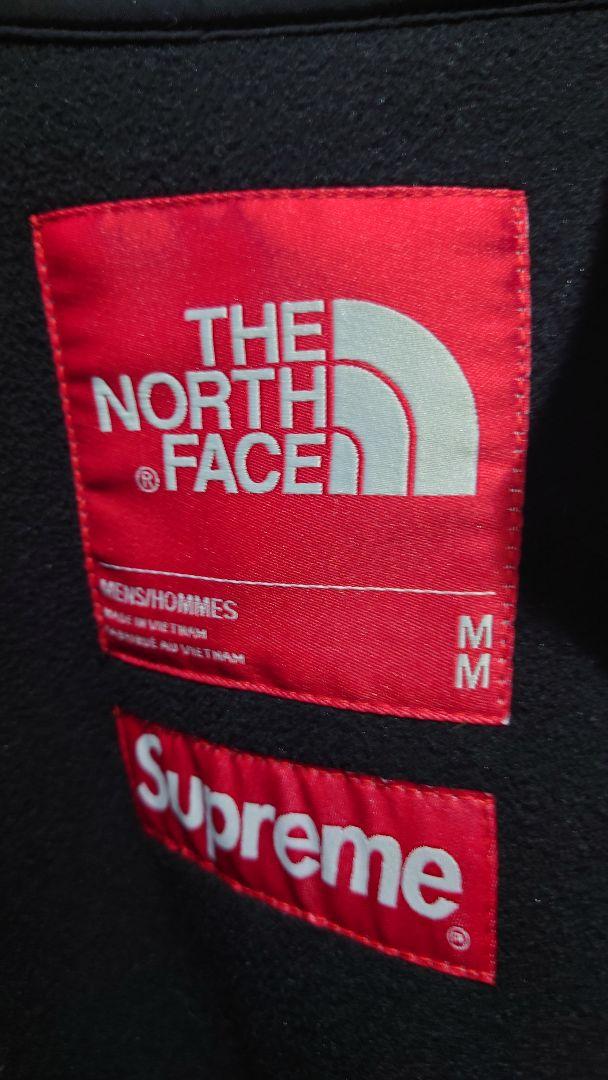 THE
NORTH
FACE
®
MENS/HOMMES
MADE IN VIETNAM
FABRIQUÉ AU VIETNAM
M
M
Supreme
®